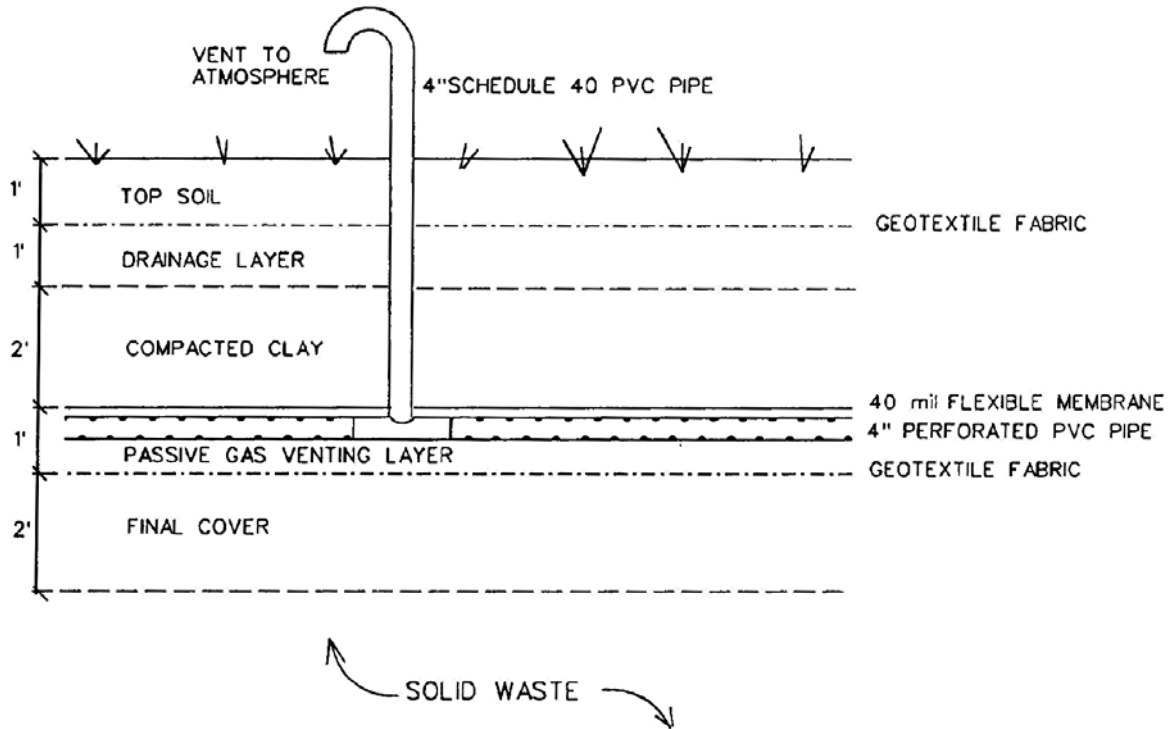 VENT TO
ATMOSPHERE
4"SCHEDULE 40 PVC PIPE
1'
TOP SOIL
GEOTEXTILE FABRIC
1'
DRAINAGE LAYER
2'
COMPACTED CLAY
40 mil FLEXIBLE MEMBRANE
4" PERFORATED PVC PIPE
1'
PASSIVE GAS VENTING LAYER
GEOTEXTILE FABRIC
2'
FINAL COVER
SOLID WASTE